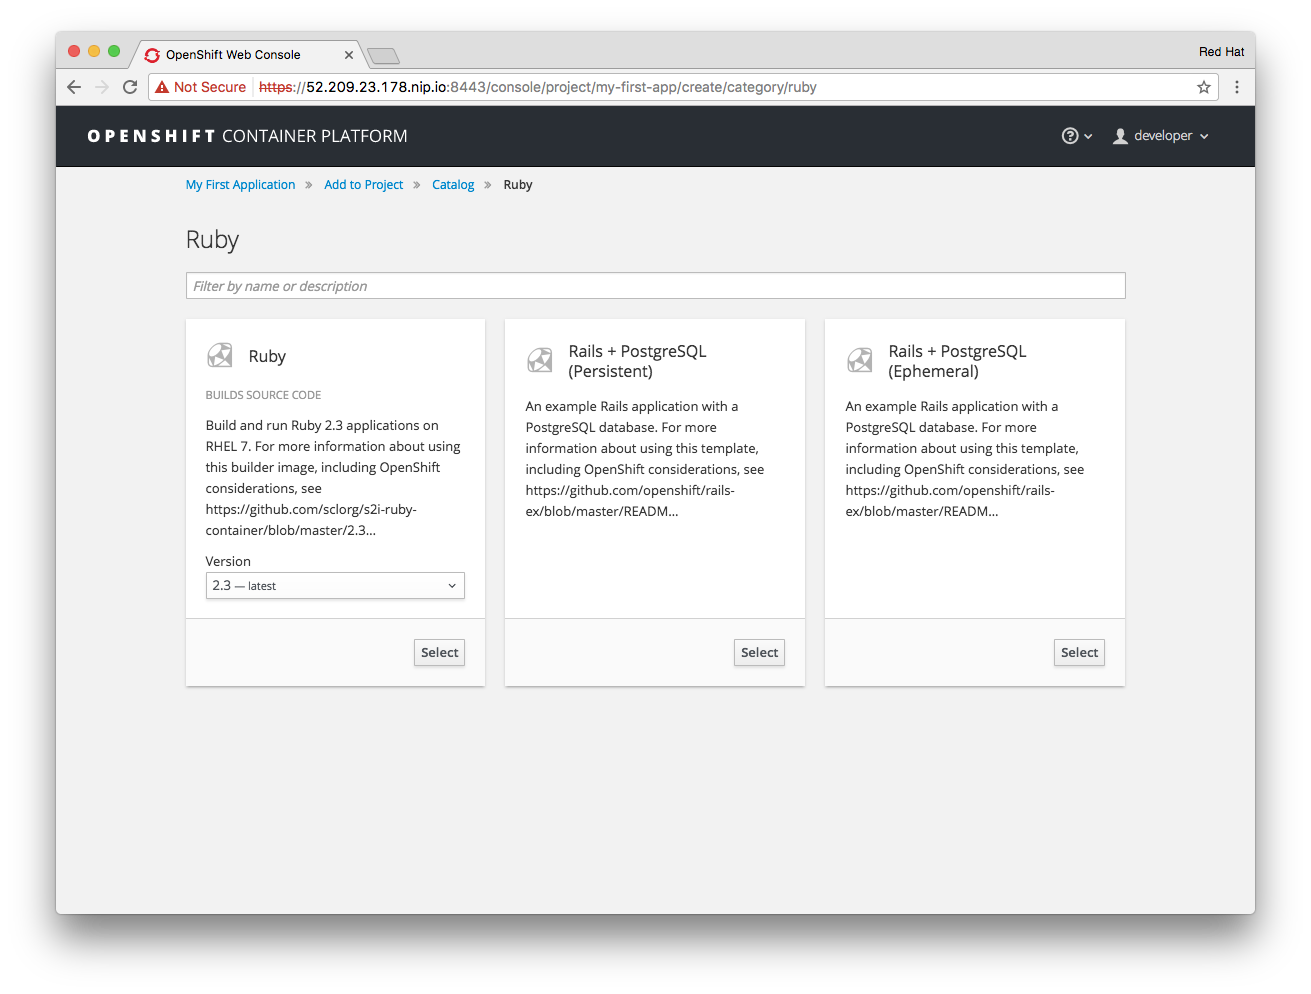 OpenShift Web Console
Red Hat
Not Secure https://52.209.23.178.nip.io:8443/console/project/my-first-app/create/category/ruby
OPENSHIFT CONTAINER PLATFORM
developer
My First Application » Add to Project » Catalog » Ruby
Ruby
Filter by name or description
Ruby
BUILDS SOURCE CODE
Build and run Ruby 2.3 applications on
RHEL 7. For more information about using
this builder image, including OpenShift
considerations, see
https://github.com/sclorg/s2i-ruby-
container/blob/master/2.3...
Version
2.3 — latest
Select
Rails + PostgreSQL
(Persistent)
An example Rails application with a
PostgreSQL database. For more
information about using this template,
including OpenShift considerations, see
https://github.com/openshift/rails-
ex/blob/master/READM...
Select
Rails + PostgreSQL
(Ephemeral)
An example Rails application with a
PostgreSQL database. For more
information about using this template,
including OpenShift considerations, see
https://github.com/openshift/rails-
ex/blob/master/READM...
Select